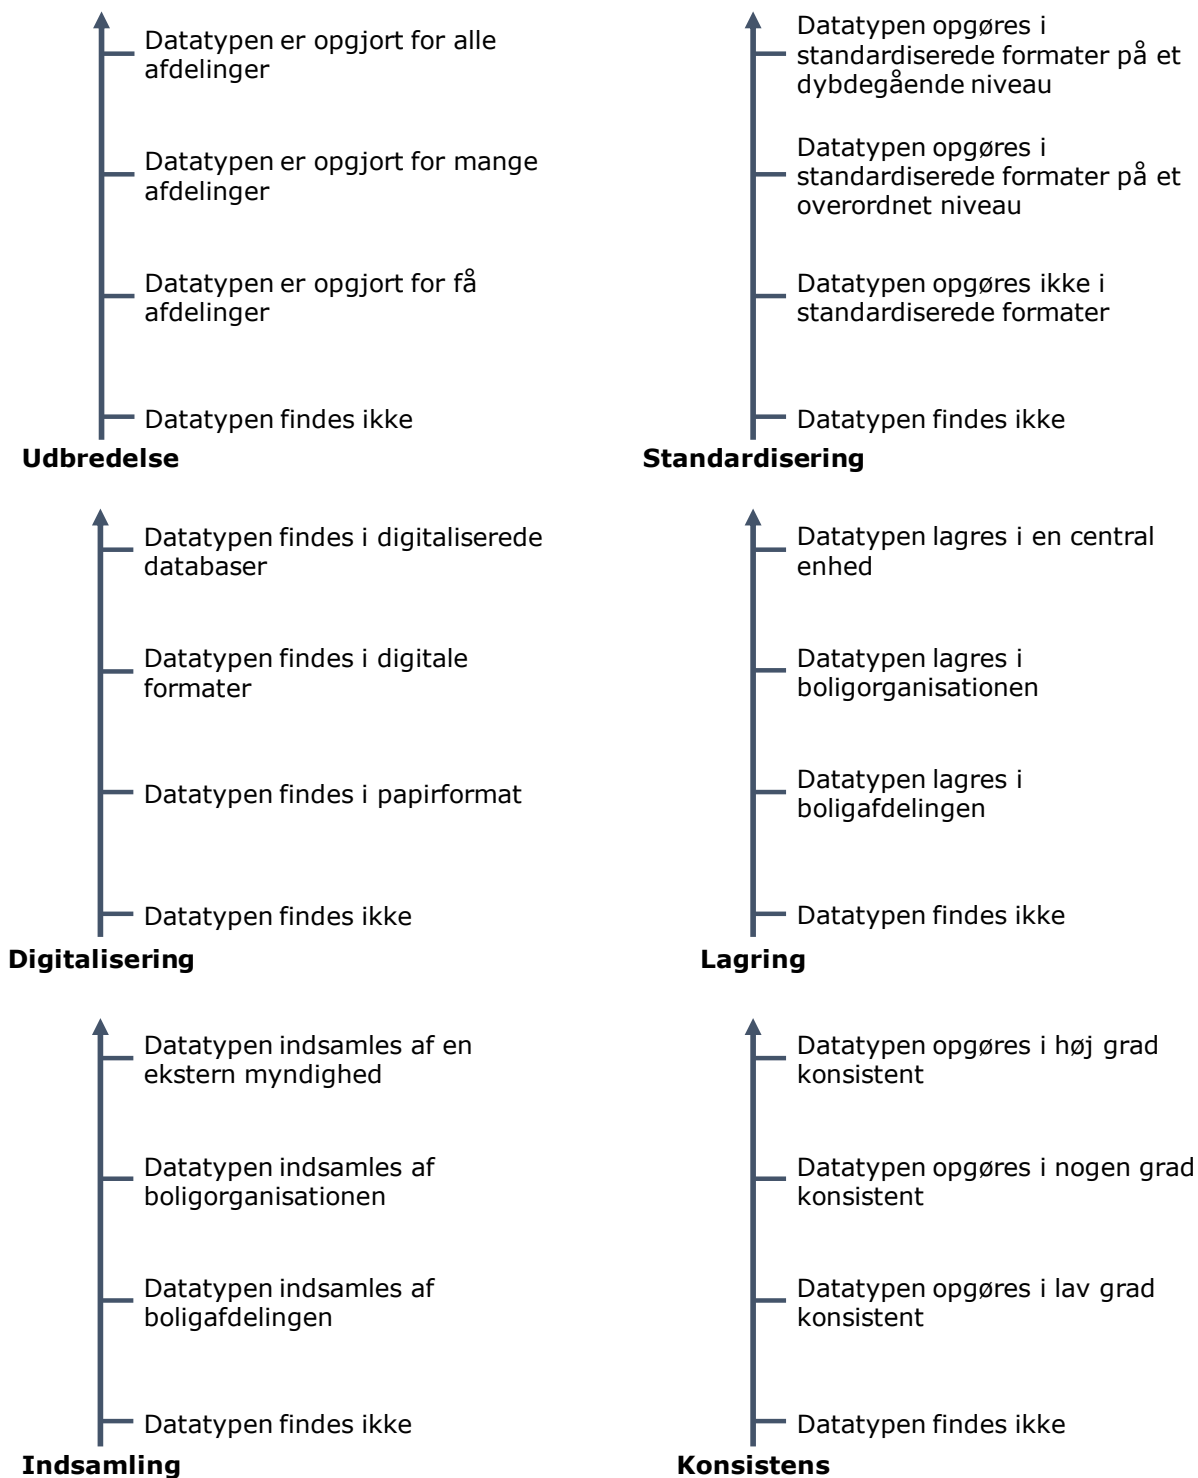 Datatypen er opgjort for alle
afdelinger
Datatypen er opgjort for mange
afdelinger
Datatypen er opgjort for få
afdelinger
Datatypen findes ikke
Udbredelse
Datatypen opgøres i
standardiserede formater på et
dybdegående niveau
Datatypen opgøres i
standardiserede formater på et
overordnet niveau
Datatypen opgøres ikke i
standardiserede formater
Datatypen findes ikke
Standardisering
Datatypen findes i digitaliserede
databaser
Datatypen findes i digitale
formater
Datatypen findes i papirformat
Datatypen findes ikke
Digitalisering
Datatypen lagres i en central
enhed
Datatypen lagres i
boligorganisationen
Datatypen lagres i
boligafdelingen
Datatypen findes ikke
Lagring
Datatypen indsamles af en
ekstern myndighed
Datatypen indsamles af
boligorganisationen
Datatypen indsamles af
boligafdelingen
Datatypen findes ikke
Indsamling
Datatypen opgøres i høj grad
konsistent
Datatypen opgøres i nogen grad
konsistent
Datatypen opgøres i lav grad
konsistent
Datatypen findes ikke
Konsistens